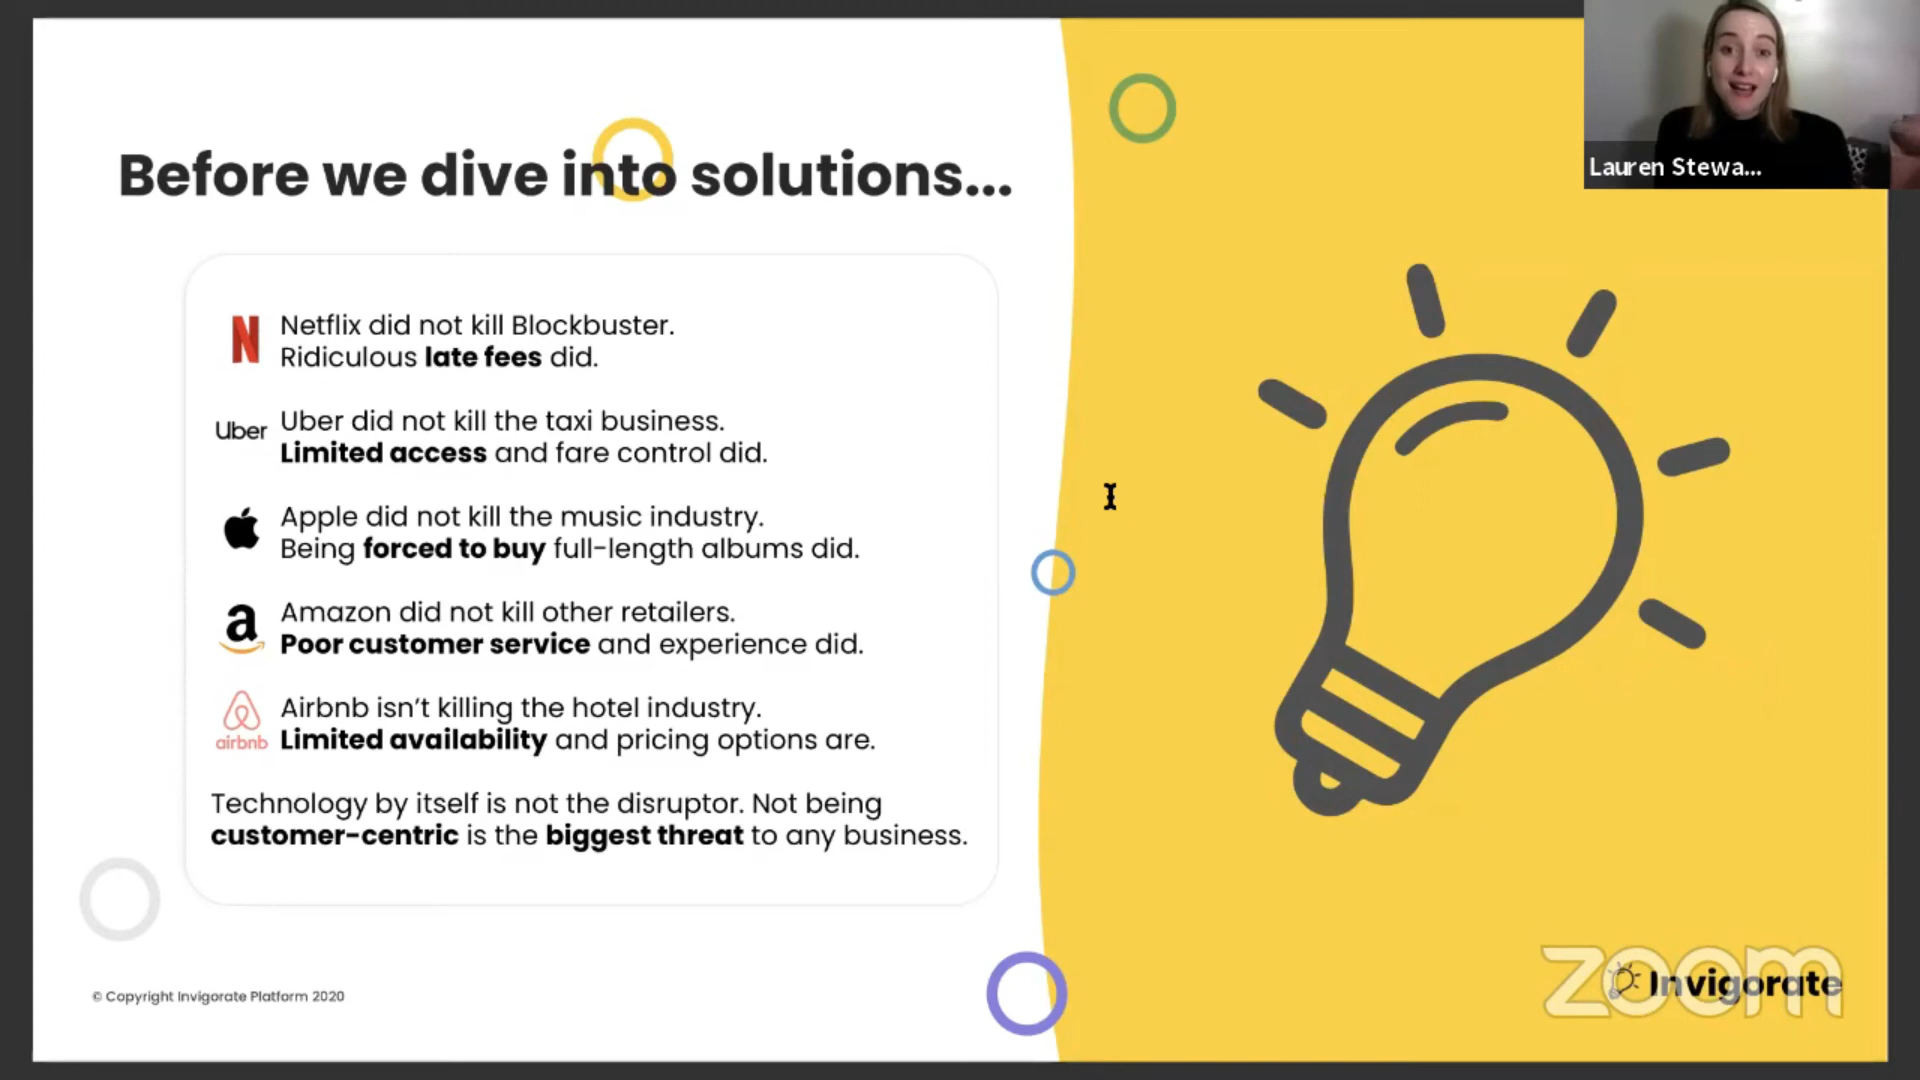 Before we dive into solutions...
Netflix did not kill Blockbuster.
Ridiculous late fees did.
Uber
Uber did not kill the taxi business.
Limited access and fare control did.
Apple did not kill the music industry.
Being forced to buy full-length albums did.
a
Amazon did not kill other retailers.
Poor customer service and experience did.
airbnb
Airbnb isn't killing the hotel industry.
Limited availability and pricing options are.
Technology by itself is not the disruptor. Not being
customer-centric is the biggest threat to any business.
© Copyright Invigorate Platform 2020
Lauren Stewa...
zoom
Invigorate